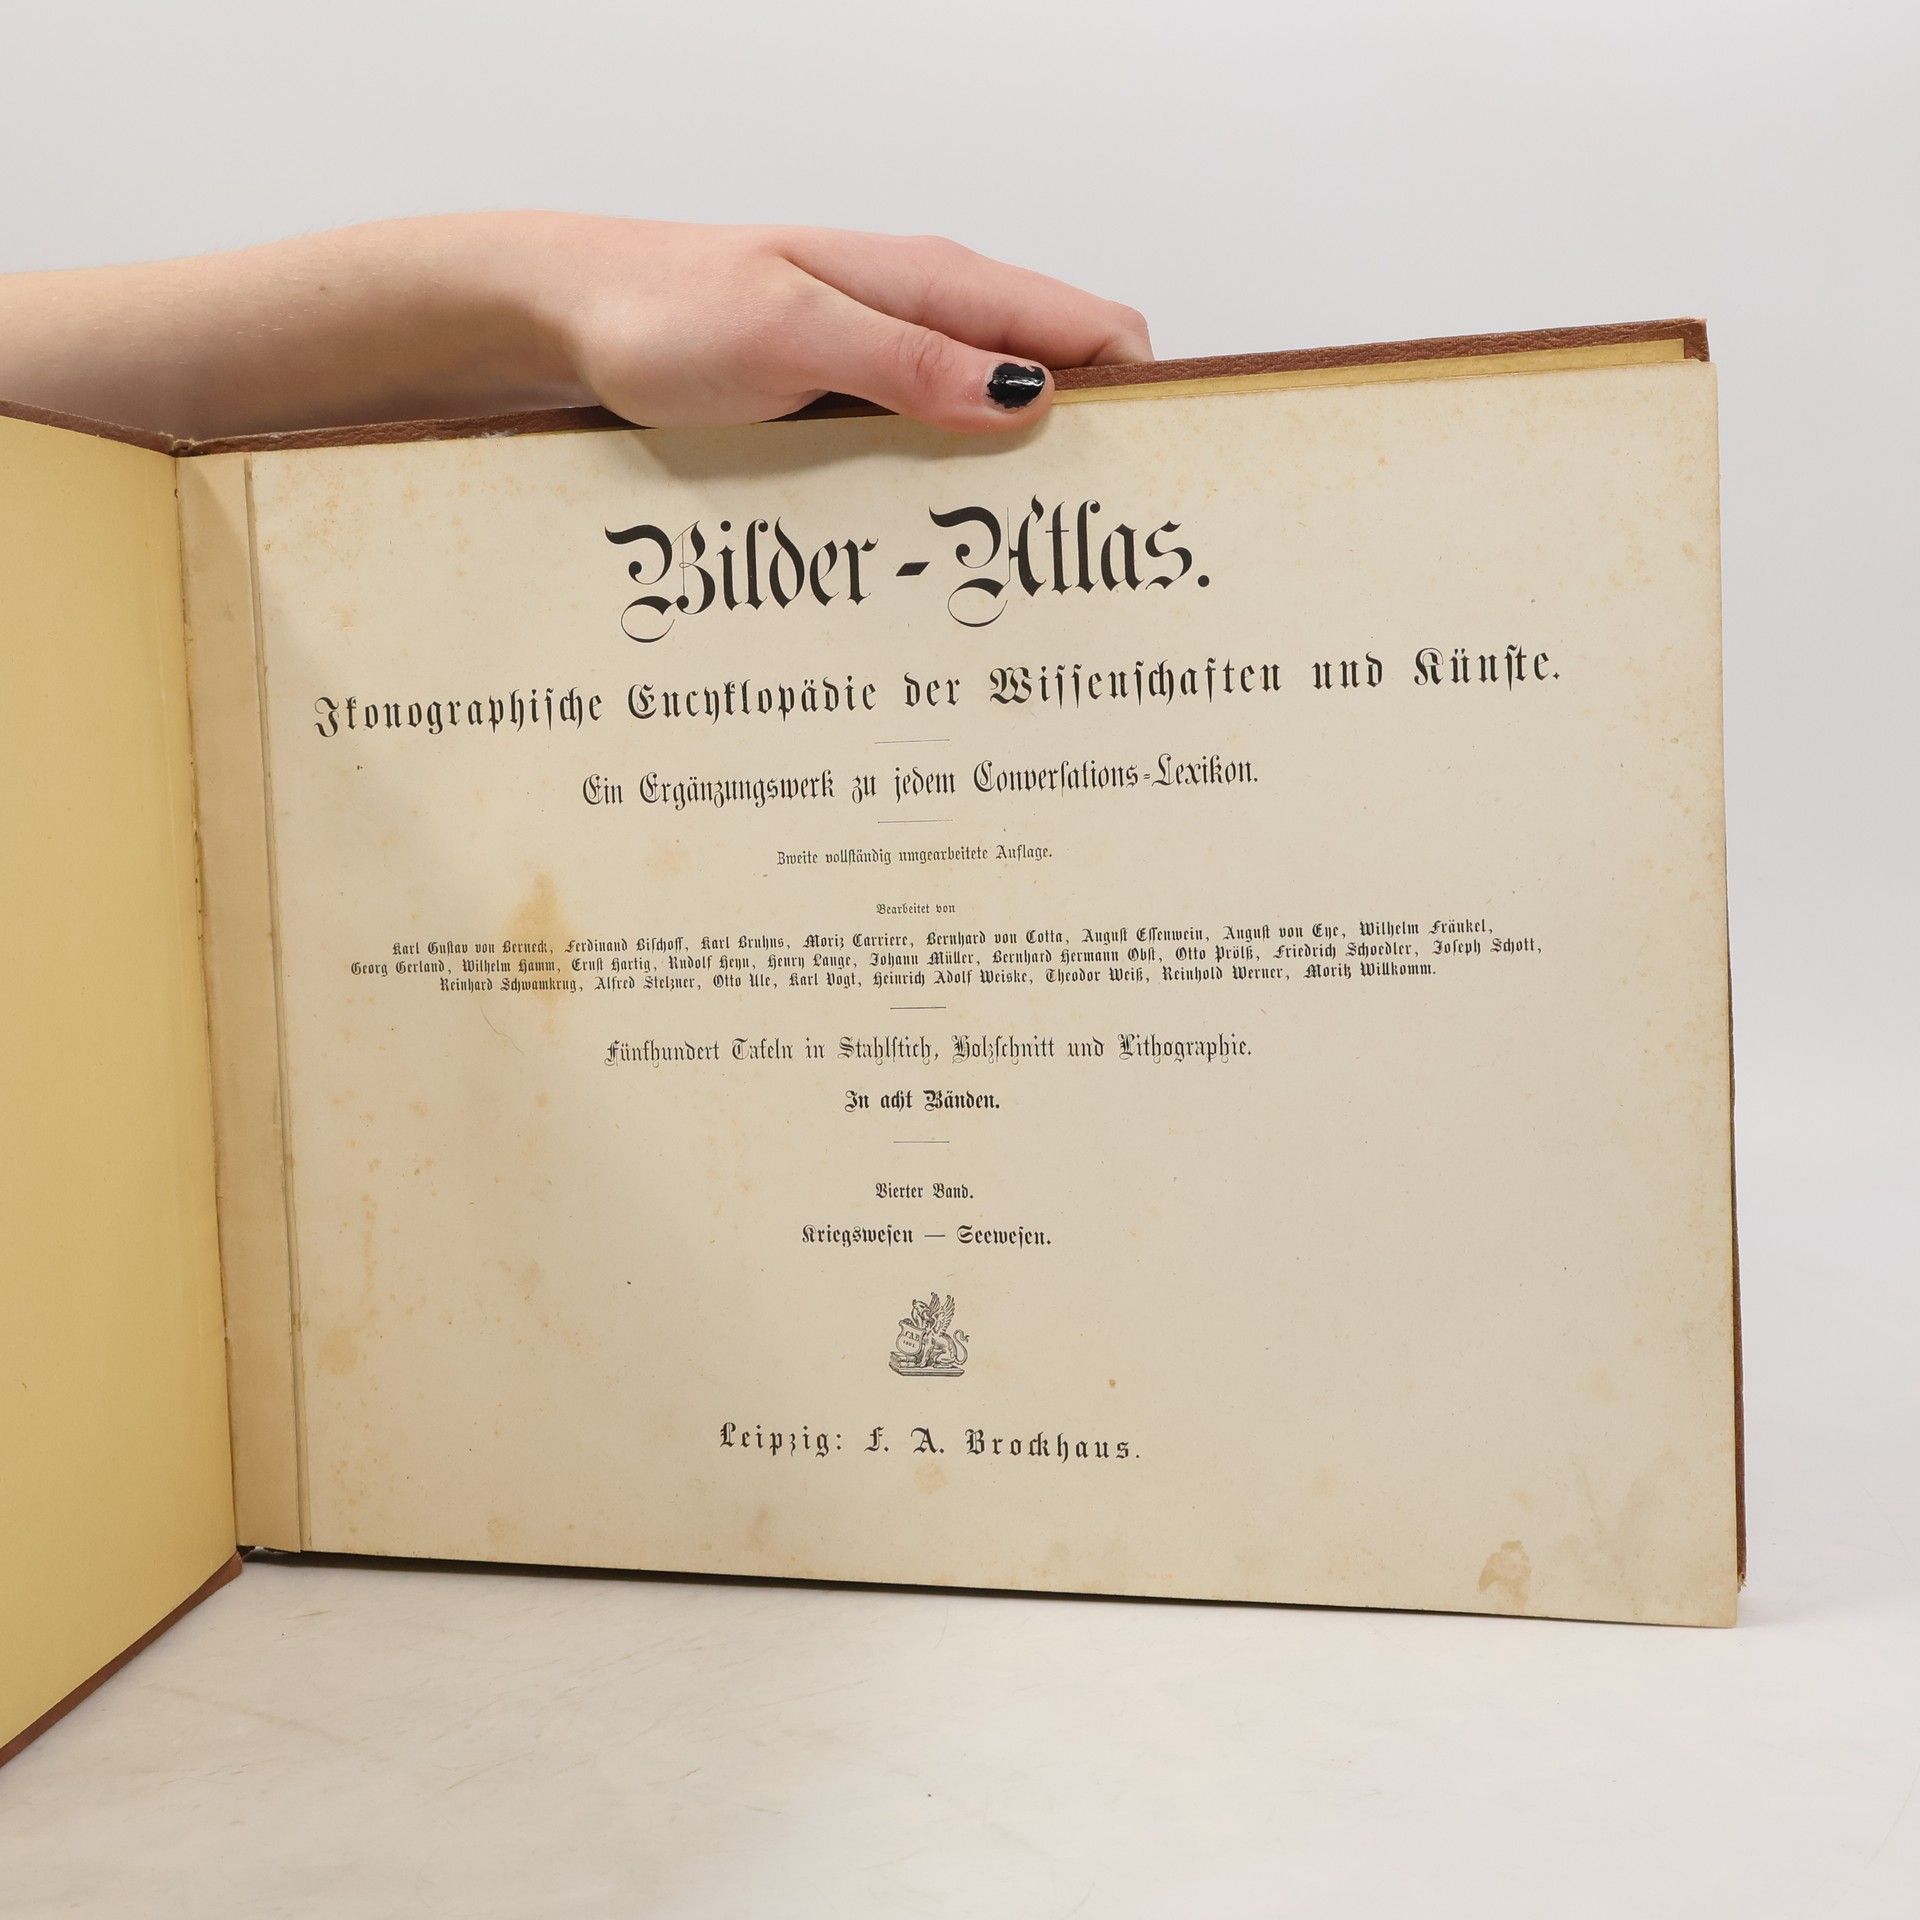 Bilder-Atlas.
Ikonographische Encyklopädie der Wissenschaften und Künste.
Ein Ergänzungswerk zu jedem Conversations-Lexikon.
Zweite vollständig umgearbeitete Auflage.
Bearbeitet von
Karl Gustav von Berneck, Ferdinand Bischoff, Karl Bruhns, Moriz Carriere, Bernhard von Cotta, August Essenwein, August von Eye, Wilhelm Fränkel,
Georg Gerland, Wilhelm Hamm, Ernst Hartig, Rudolf Heyn, Henry Lange, Johann Müller, Bernhard Hermann Obst, Otto Prölß, Friedrich Schoedler, Joseph Schott,
Reinhard Schwamkrug, Alfred Stelzner, Otto Ule, Karl Vogt, Heinrich Adolf Weiske, Theodor Weiß, Reinhold Werner, Moritz Willkomm.
Fünfhundert Tafeln in Stahlstich, Holzschnitt und Lithographie.
In acht Bänden.
Vierter Band.
Kriegswesen — Seewesen.
FAB
Leipzig: F. A. Brockhaus.